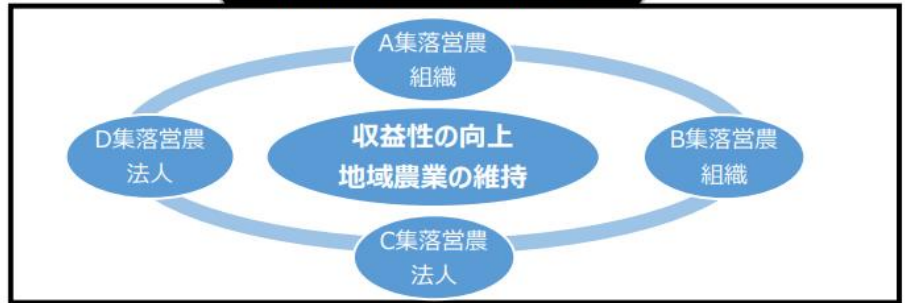 A集落営農
組織
D集落営農
法人
収益性の向上
地域農業の維持
B集落営農
組織
C集落営農
法人